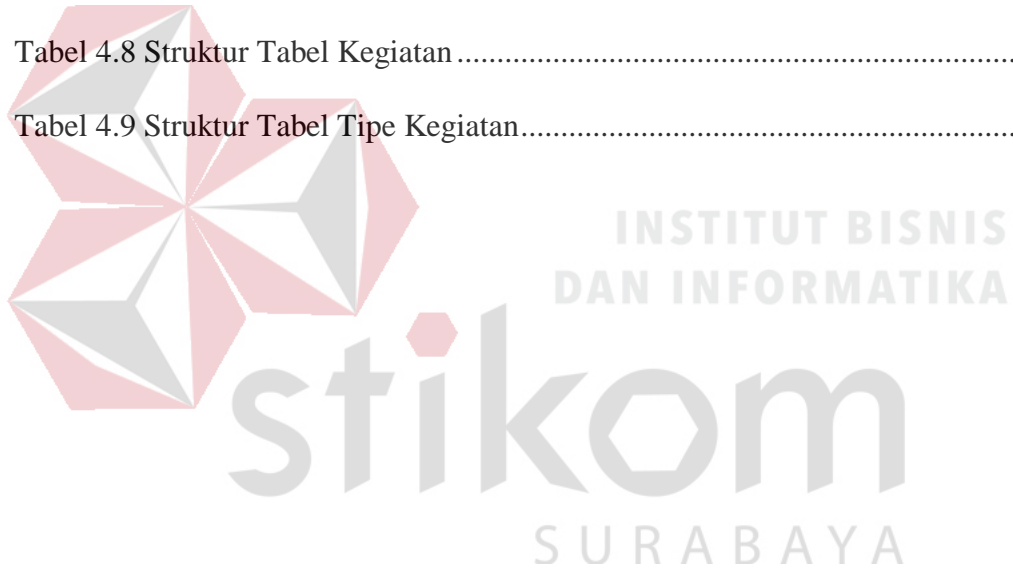 Tabel 4.8 Struktur Tabel Kegiatan ......................................................................
Tabel 4.9 Struktur Tabel Tipe Kegiatan..............................................................
INSTITUT BISNIS
DAN INFORMATIKA
stikom
SURABAYA